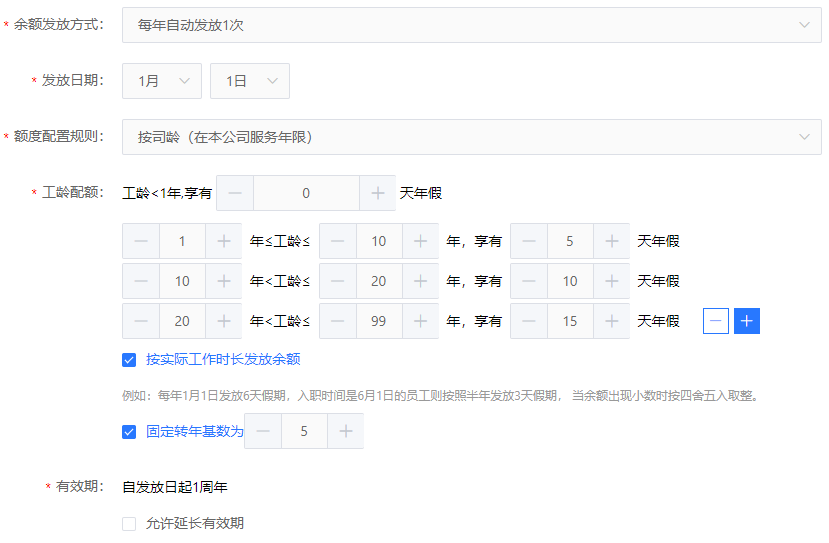 * 余额发放方式： 每年自动发放1次
* 发放日期： 1月 1日
* 额度配置规则： 按司龄（在本公司服务年限）
* 工龄配额： 工龄<1年,享有 — 0 + 天年假
— 1 + 年≤工龄≤ — 10 + 年，享有 — 5 + 天年假
— 10 + 年<工龄≤ — 20 + 年，享有 — 10 + 天年假
— 20 + 年<工龄≤ — 99 + 年，享有 — 15 + 天年假 — +
按实际工作时长发放余额
例如：每年1月1日发放6天假期，入职时间是6月1日的员工则按照半年发放3天假期， 当余额出现小数时按四舍五入取整。
固定转年基数为 — 5 +
* 有效期： 自发放日起1周年
允许延长有效期